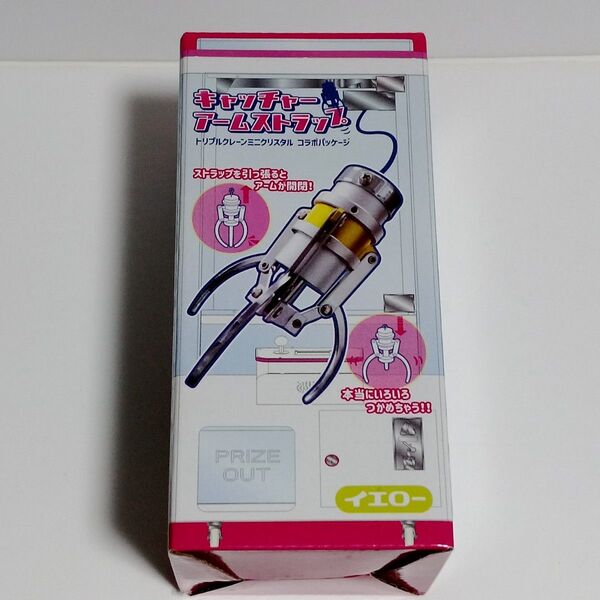 キャッチャー
アームストラップ
トリプルクレーンミニクリスタル コラボパッケージ
ストラップを引っ張ると
アームが開閉!
本当にいろいろ
つかめちゃう!!
PRIZE
OUT
イエロー